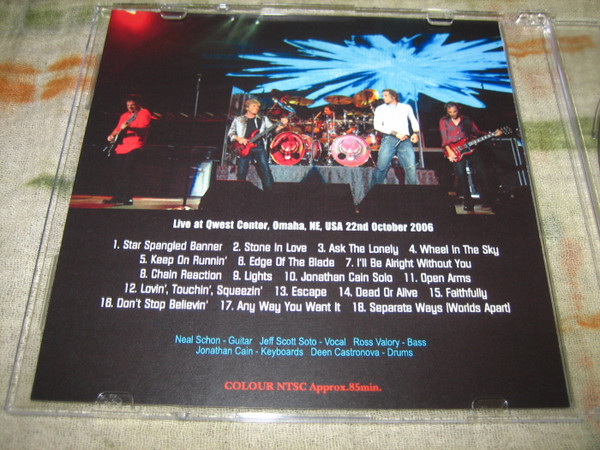 Live at Qwest Center, Omaha, NE, USA 22nd October 2006
1. Star Spangled Banner 2. Stone In Love 3. Ask The Lonely 4. Wheel In The Sky
5. Keep On Runnin' 6. Edge Of The Blade 7. I'll Be Alright Without You
8. Chain Reaction 9. Lights 10. Jonathan Cain Solo 11. Open Arms
12. Lovin', Touchin', Squeezin' 13. Escape 14. Dead Or Alive 15. Faithfully
16. Don't Stop Believin' 17. Any Way You Want It 18. Separate Ways (Worlds Apart)
Neal Schon - Guitar Jeff Scott Soto - Vocal Ross Valory - Bass
Jonathan Cain - Keyboards Deen Castronova - Drums
COLOUR NTSC Approx.85min.